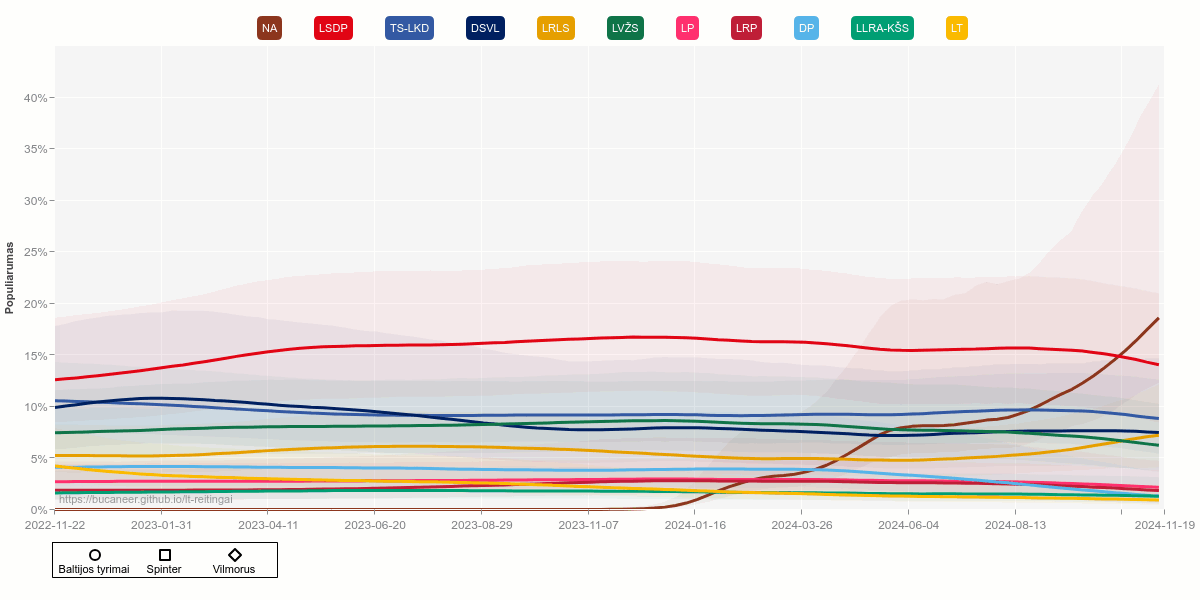 NA LSDP TS-LKD DSVL LRLS LVŽS LP LRP DP LLRA-KŠS LT
Populiarumas
40%
35%
30%
25%
20%
15%
10%
5%
0%
https://bucaneer.github.io/lt-reitingai
2022-11-22 2023-01-31 2023-04-11 2023-06-20 2023-08-29 2023-11-07 2024-01-16 2024-03-26 2024-06-04 2024-08-13 2024-11-19
Baltijos tyrimai Spinter Vilmorus